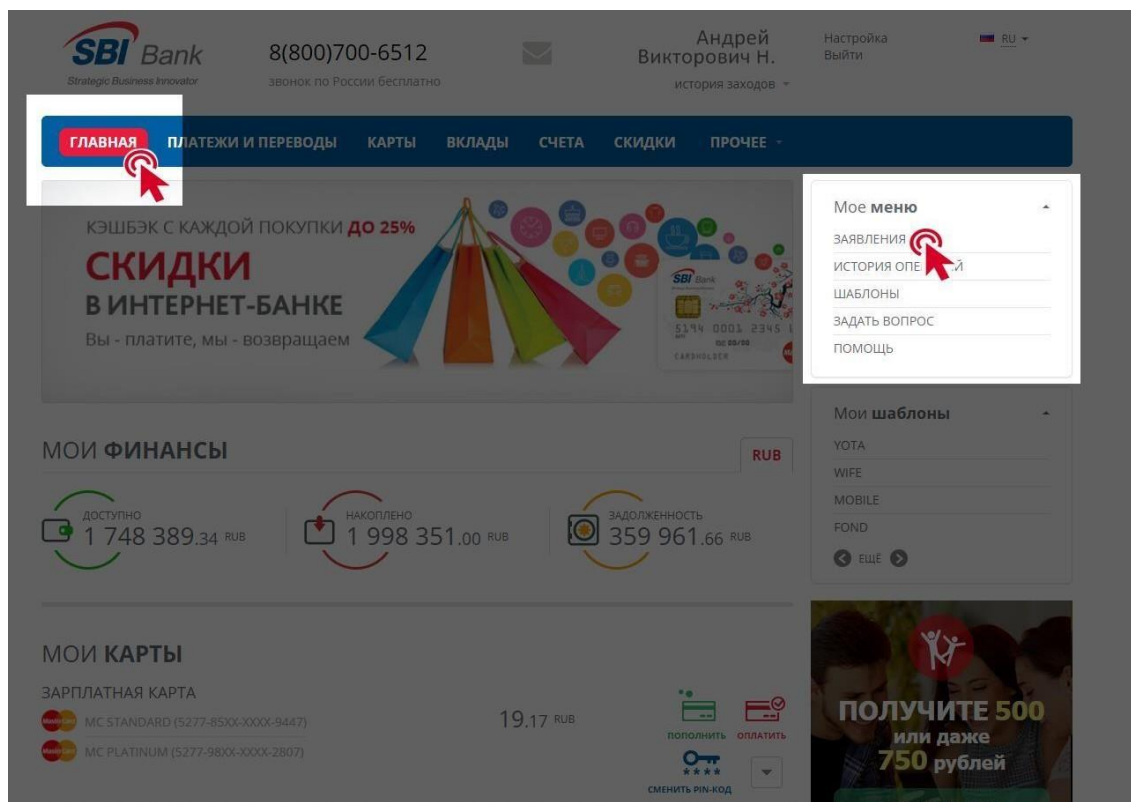 SBI Bank
Strategic Business Innovator
8(800)700-6512
звонок по России бесплатно
Андрей
Викторович Н.
история заходов
Настройка
Выйти
RU
ГЛАВНАЯ ПЛАТЕЖИ И ПЕРЕВОДЫ КАРТЫ ВКЛАДЫ СЧЕТА СКИДКИ ПРОЧЕЕ
КЭШБЭК С КАЖДОЙ ПОКУПКИ ДО 25%
СКИДКИ
В ИНТЕРНЕТ-БАНКЕ
Вы - платите, мы - возвращаем
SBI Bank
5194 0001 2345
CARDHOLDER
Мое меню
ЗАЯВЛЕНИЯ
ИСТОРИЯ
ШАБЛОНЫ
ЗАДАТЬ ВОПРОС
ПОМОЩЬ
Мои шаблоны
YOTA
WIFE
MOBILE
FOND
ЕЩЁ
МОИ ФИНАНСЫ
RUB
ДОСТУПНО
1 748 389.34 RUB
НАКОПЛЕНО
1 998 351.00 RUB
ЗАДОЛЖЕННОСТЬ
359 961.66 RUB
МОИ КАРТЫ
ЗАРПЛАТНАЯ КАРТА
MC STANDARD (5277-85XX-XXXX-9447)
MC PLATINUM (5277-98XX-XXXX-2807)
19.17 RUB
ПОПОЛНИТЬ
ОПЛАТИТЬ
СМЕНИТЬ PIN-КОД
ПОЛУЧИТЕ 500
или даже
750 рублей